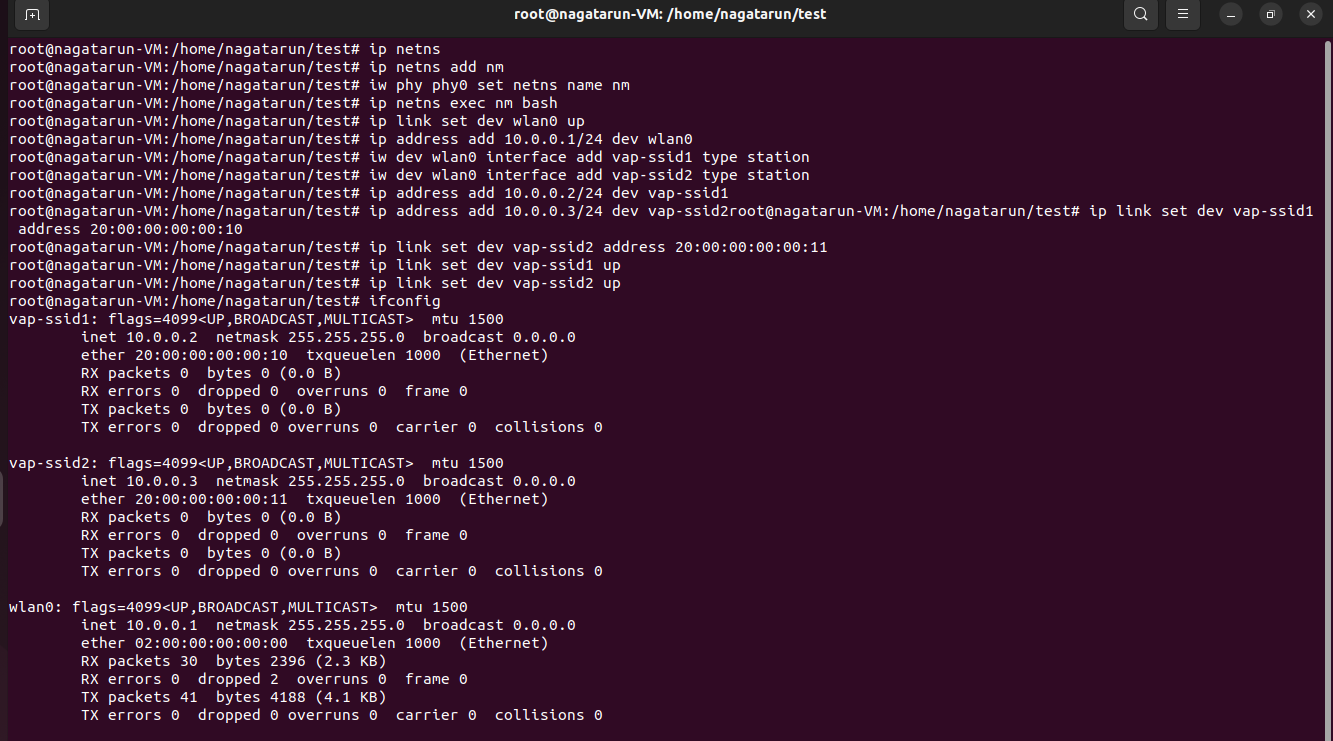 root@nagatarun-VM: /home/nagatarun/test
root@nagatarun-VM:/home/nagatarun/test# ip netns
root@nagatarun-VM:/home/nagatarun/test# ip netns add nm
root@nagatarun-VM:/home/nagatarun/test# iw phy phy0 set netns name nm
root@nagatarun-VM:/home/nagatarun/test# ip netns exec nm bash
root@nagatarun-VM:/home/nagatarun/test# ip link set dev wlan0 up
root@nagatarun-VM:/home/nagatarun/test# ip address add 10.0.0.1/24 dev wlan0
root@nagatarun-VM:/home/nagatarun/test# iw dev wlan0 interface add vap-ssid1 type station
root@nagatarun-VM:/home/nagatarun/test# iw dev wlan0 interface add vap-ssid2 type station
root@nagatarun-VM:/home/nagatarun/test# ip address add 10.0.0.2/24 dev vap-ssid1
root@nagatarun-VM:/home/nagatarun/test# ip address add 10.0.0.3/24 dev vap-ssid2root@nagatarun-VM:/home/nagatarun/test# ip link set dev vap-ssid1
 address 20:00:00:00:00:10
root@nagatarun-VM:/home/nagatarun/test# ip link set dev vap-ssid2 address 20:00:00:00:00:11
root@nagatarun-VM:/home/nagatarun/test# ip link set dev vap-ssid1 up
root@nagatarun-VM:/home/nagatarun/test# ip link set dev vap-ssid2 up
root@nagatarun-VM:/home/nagatarun/test# ifconfig
vap-ssid1: flags=4099<UP,BROADCAST,MULTICAST>  mtu 1500
        inet 10.0.0.2  netmask 255.255.255.0  broadcast 0.0.0.0
        ether 20:00:00:00:00:10  txqueuelen 1000  (Ethernet)
        RX packets 0  bytes 0 (0.0 B)
        RX errors 0  dropped 0  overruns 0  frame 0
        TX packets 0  bytes 0 (0.0 B)
        TX errors 0  dropped 0 overruns 0  carrier 0  collisions 0

vap-ssid2: flags=4099<UP,BROADCAST,MULTICAST>  mtu 1500
        inet 10.0.0.3  netmask 255.255.255.0  broadcast 0.0.0.0
        ether 20:00:00:00:00:11  txqueuelen 1000  (Ethernet)
        RX packets 0  bytes 0 (0.0 B)
        RX errors 0  dropped 0  overruns 0  frame 0
        TX packets 0  bytes 0 (0.0 B)
        TX errors 0  dropped 0 overruns 0  carrier 0  collisions 0

wlan0: flags=4099<UP,BROADCAST,MULTICAST>  mtu 1500
        inet 10.0.0.1  netmask 255.255.255.0  broadcast 0.0.0.0
        ether 02:00:00:00:00:00  txqueuelen 1000  (Ethernet)
        RX packets 30  bytes 2396 (2.3 KB)
        RX errors 0  dropped 2  overruns 0  frame 0
        TX packets 41  bytes 4188 (4.1 KB)
        TX errors 0  dropped 0 overruns 0  carrier 0  collisions 0